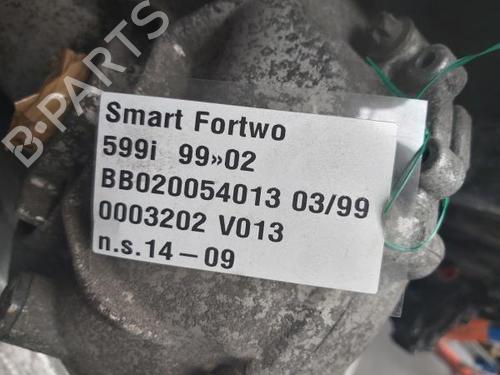 B-PARTS
Smart Fortwo
599i 99»02
BB020054013 03/99
0003202 V013
n.s.14-09